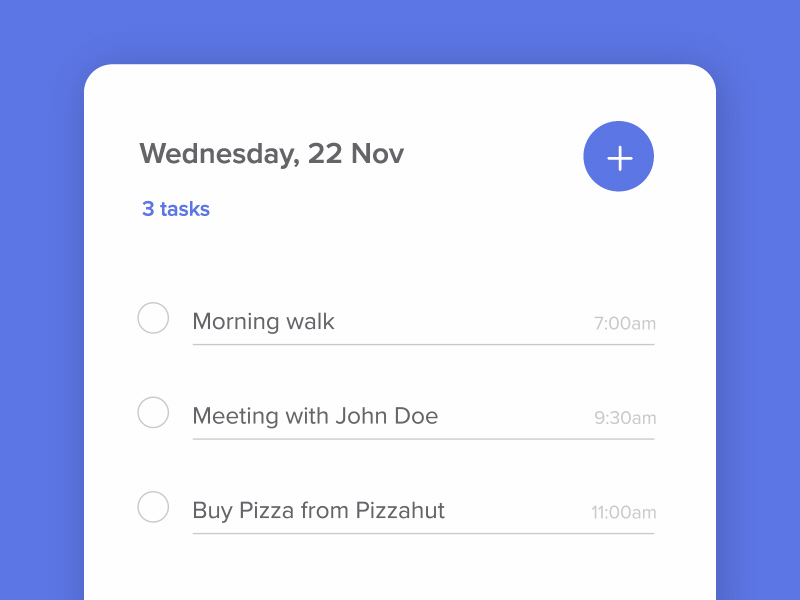 Wednesday, 22 Nov
3 tasks
Morning walk 7:00am
Meeting with John Doe 9:30am
Buy Pizza from Pizzahut 11:00am